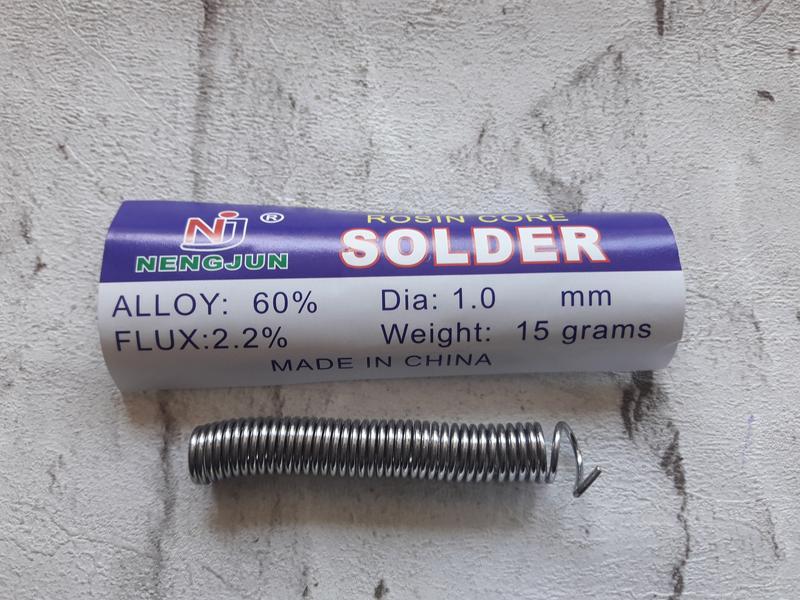 NJ ®
NENGJUN
ROSIN CORE
SOLDER
ALLOY: 60% Dia: 1.0 mm
FLUX:2.2% Weight: 15 grams
MADE IN CHINA